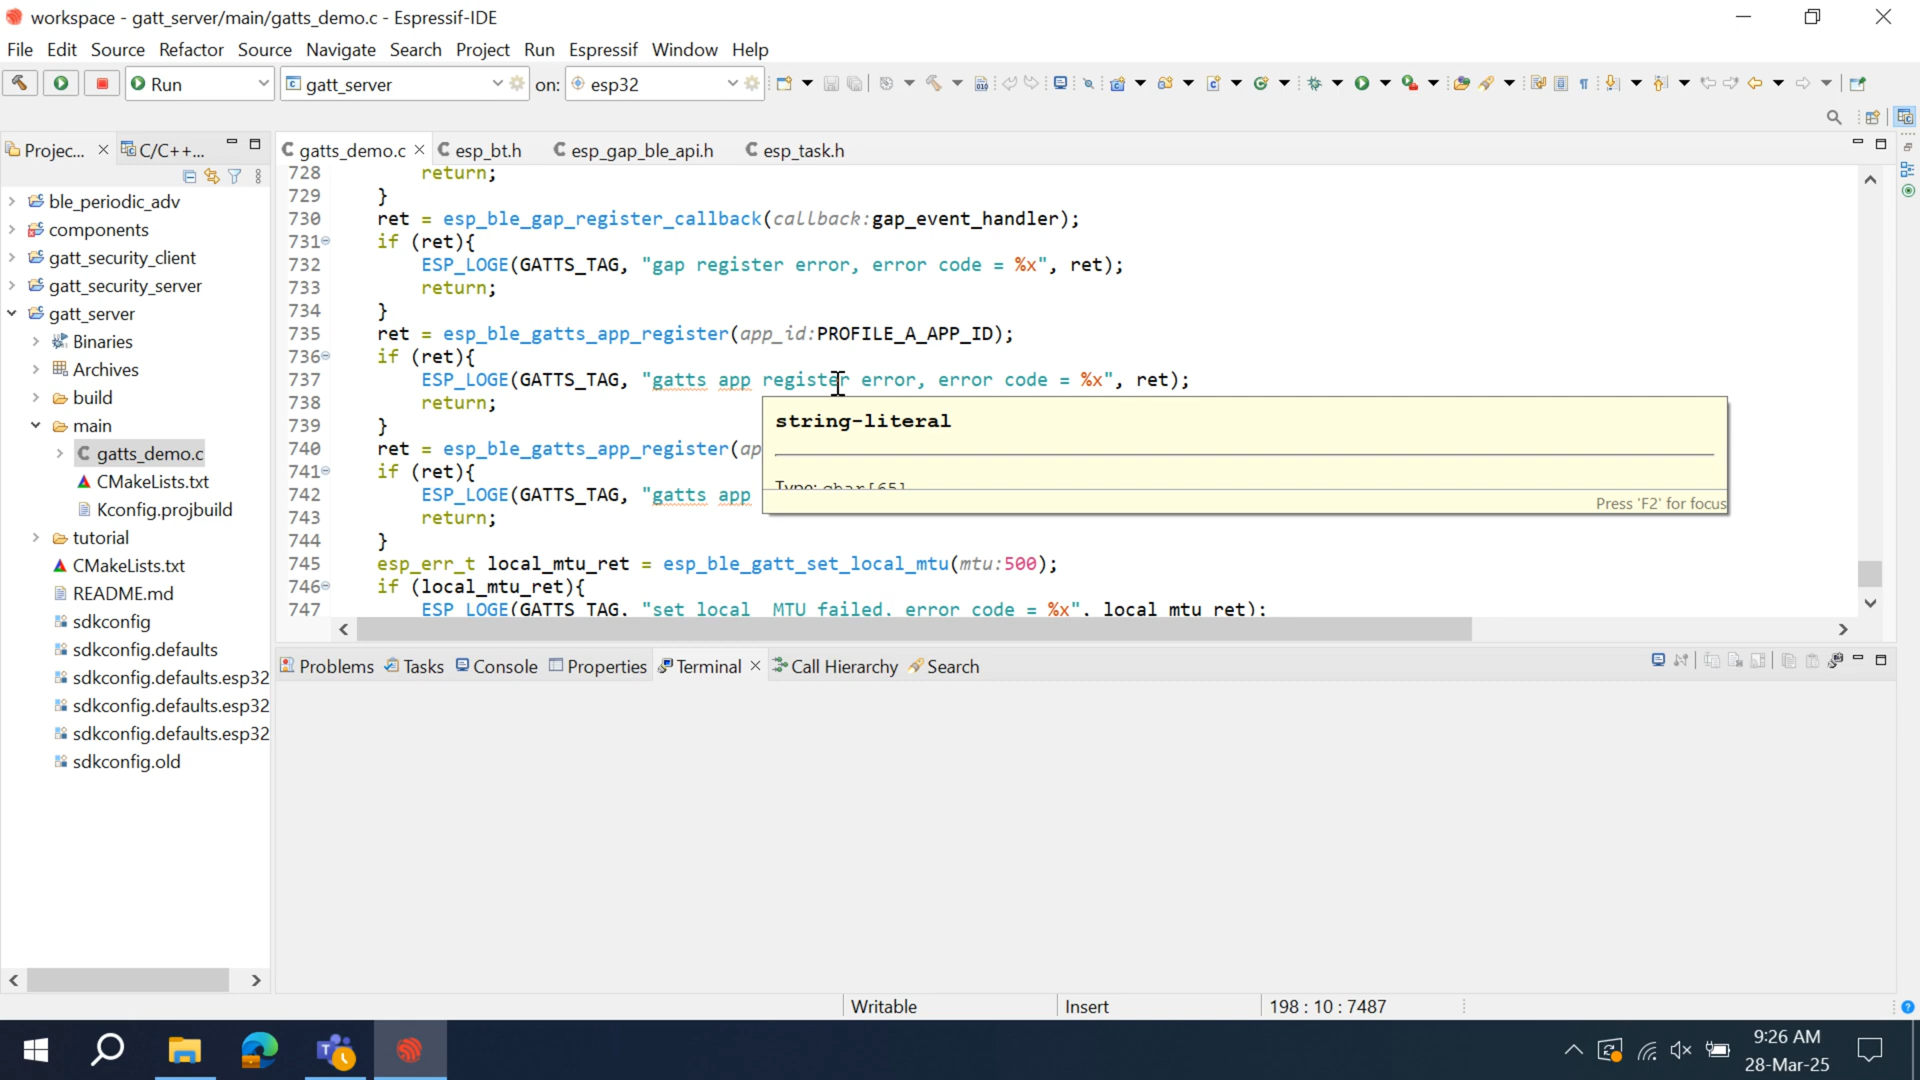 workspace - gatt_server/main/gatts_demo.c - Espressif-IDE
File Edit Source Refactor Source Navigate Search Project Run Espressif Window Help
Run gatt_server on: esp32
Projec... C/C++...
gatts_demo.c esp_bt.h esp_gap_ble_api.h esp_task.h
ble_periodic_adv
components
gatt_security_client
gatt_security_server
gatt_server
Binaries
Archives
build
main
gatts_demo.c
CMakeLists.txt
Kconfig.projbuild
tutorial
CMakeLists.txt
README.md
sdkconfig
sdkconfig.defaults
sdkconfig.defaults.esp32
sdkconfig.defaults.esp32
sdkconfig.defaults.esp32
sdkconfig.old
728 return;
729 }
730 ret = esp_ble_gap_register_callback(callback:gap_event_handler);
731 if (ret){
732 ESP_LOGE(GATTS_TAG, "gap register error, error code = %x", ret);
733 return;
734 }
735 ret = esp_ble_gatts_app_register(app_id:PROFILE_A_APP_ID);
736 if (ret){
737 ESP_LOGE(GATTS_TAG, "gatts app register error, error code = %x", ret);
738 return;
739 }
740 ret = esp_ble_gatts_app_register(ap
741 if (ret){
742 ESP_LOGE(GATTS_TAG, "gatts app
743 return;
744 }
745 esp_err_t local_mtu_ret = esp_ble_gatt_set_local_mtu(mtu:500);
746 if (local_mtu_ret){
747 ESP_LOGE(GATTS_TAG, "set local  MTU failed, error code = %x", local_mtu_ret);
string-literal
Type: char[65]
Press 'F2' for focus
Problems Tasks Console Properties Terminal Call Hierarchy Search
Writable Insert 198 : 10 : 7487
9:26 AM
28-Mar-25